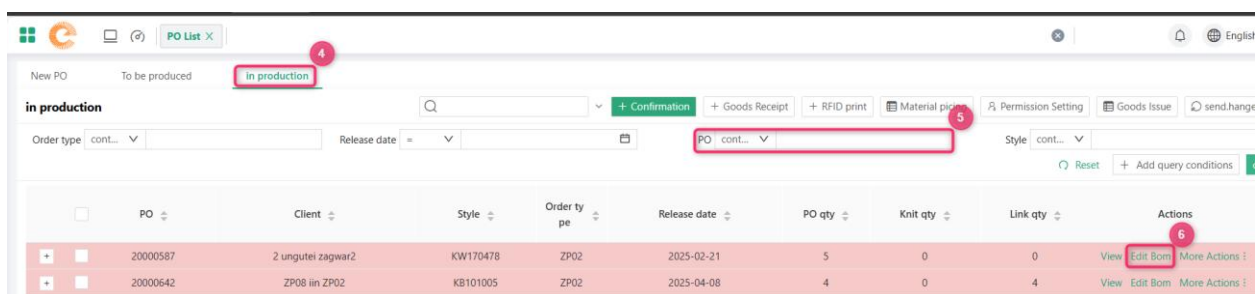 PO List X English
4
New PO To be produced in production
in production + Confirmation + Goods Receipt + RFID print Material picing Permission Setting Goods Issue send.hange
5
Order type cont... Release date = PO cont... Style cont...
Reset + Add query conditions
PO Client Style Order ty pe Release date PO qty Knit qty Link qty Actions
6
+ 20000587 2 ungutei zagwar2 KW170478 ZP02 2025-02-21 5 0 0 View Edit Bom More Actions
+ 20000642 ZP08 iin ZP02 KB101005 ZP02 2025-04-08 4 0 4 View Edit Bom More Actions